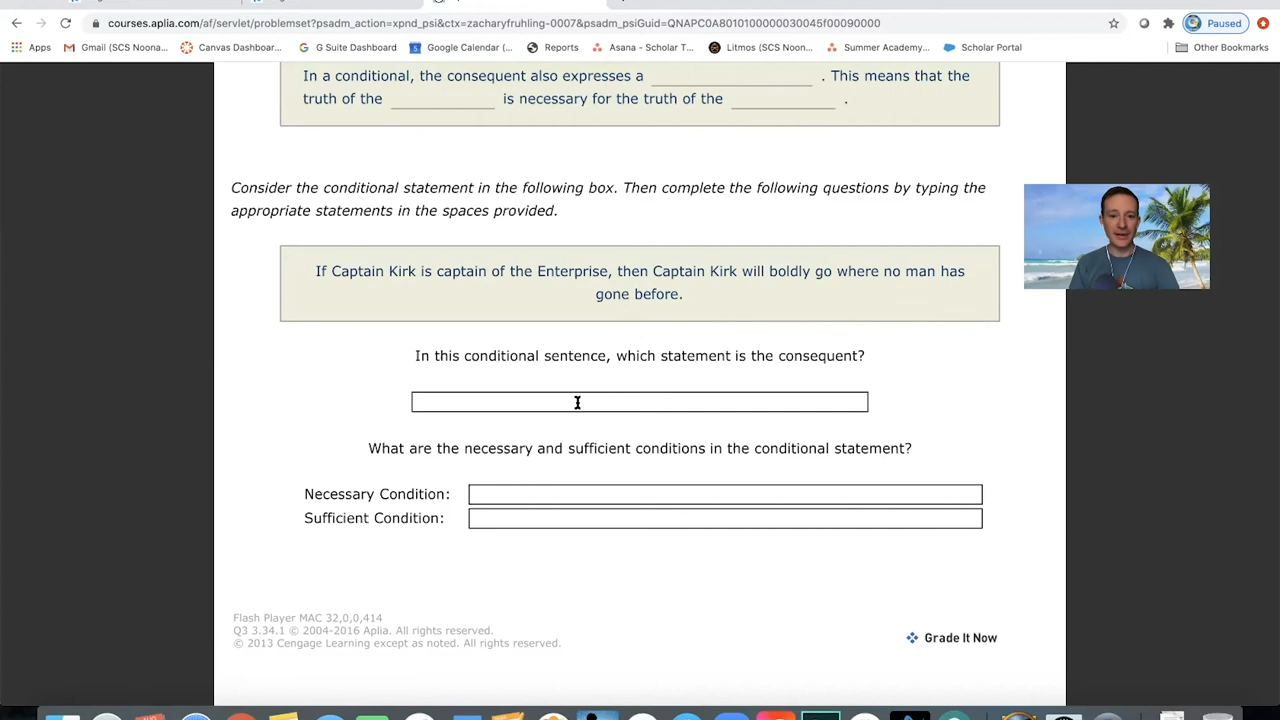 courses.aplia.com/af/servlet/problemset?psadm_action=xpnd_psi&ctx=zacharyfruhling-0007&psadm_psiGuid=QNAPC0A8010100000030045f00090000
Paused
Apps Gmail (SCS Noona... Canvas Dashboar... G Suite Dashboard Google Calendar (... Reports Asana - Scholar T... Litmos (SCS Noon... Summer Academy... Scholar Portal Other Bookmarks
In a conditional, the consequent also expresses a ____________ . This means that the
truth of the ____________ is necessary for the truth of the ____________ .
Consider the conditional statement in the following box. Then complete the following questions by typing the
appropriate statements in the spaces provided.
If Captain Kirk is captain of the Enterprise, then Captain Kirk will boldly go where no man has
gone before.
In this conditional sentence, which statement is the consequent?
What are the necessary and sufficient conditions in the conditional statement?
Necessary Condition:
Sufficient Condition:
Flash Player MAC 32,0,0,414
Q3 3.34.1 © 2004-2016 Aplia. All rights reserved.
© 2013 Cengage Learning except as noted. All rights reserved.
Grade It Now